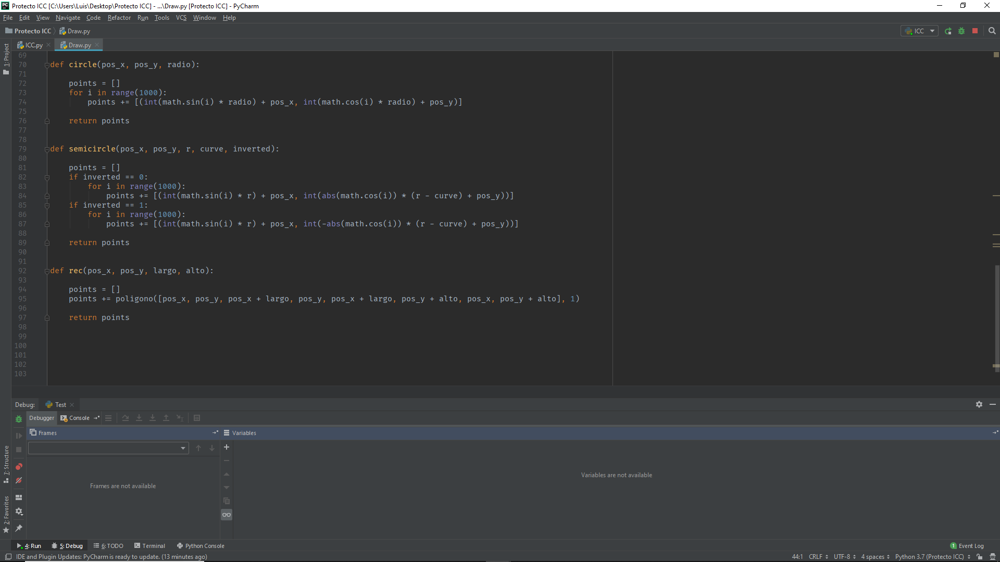 Protecto ICC [C:\Users\Luis\Desktop\Protecto ICC] - ...\Draw.py [Protecto ICC] - PyCharm
File Edit View Navigate Code Refactor Run Tools VCS Window Help
Protecto ICC Draw.py ICC
ICC.py Draw.py
1: Project
69
70 def circle(pos_x, pos_y, radio):
71
72     points = []
73     for i in range(1000):
74         points += [(int(math.sin(i) * radio) + pos_x, int(math.cos(i) * radio) + pos_y)]
75
76     return points
77
78
79 def semicircle(pos_x, pos_y, r, curve, inverted):
80
81     points = []
82     if inverted == 0:
83         for i in range(1000):
84             points += [(int(math.sin(i) * r) + pos_x, int(abs(math.cos(i)) * (r - curve) + pos_y))]
85     if inverted == 1:
86         for i in range(1000):
87             points += [(int(math.sin(i) * r) + pos_x, int(-abs(math.cos(i)) * (r - curve) + pos_y))]
88
89     return points
90
91
92 def rec(pos_x, pos_y, largo, alto):
93
94     points = []
95     points += poligono([pos_x, pos_y, pos_x + largo, pos_y, pos_x + largo, pos_y + alto, pos_x, pos_y + alto], 1)
96
97     return points
98
99
100
101
102
103
Debug: Test
Debugger Console
Frames Variables
Variables are not available
Frames are not available
7: Structure
2: Favorites
4: Run 5: Debug 6: TODO Terminal Python Console 1 Event Log
IDE and Plugin Updates: PyCharm is ready to update. (13 minutes ago) 44:1 CRLF UTF-8 4 spaces Python 3.7 (Protecto ICC)